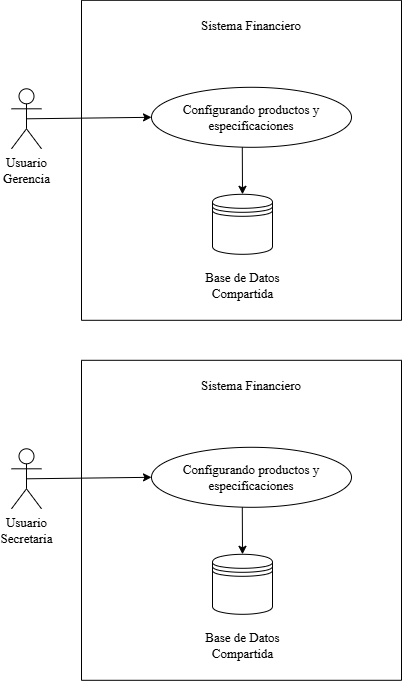 Sistema Financiero
Configurando productos y
especificaciones
Usuario
Gerencia
Base de Datos
Compartida
Sistema Financiero
Configurando productos y
especificaciones
Usuario
Secretaria
Base de Datos
Compartida